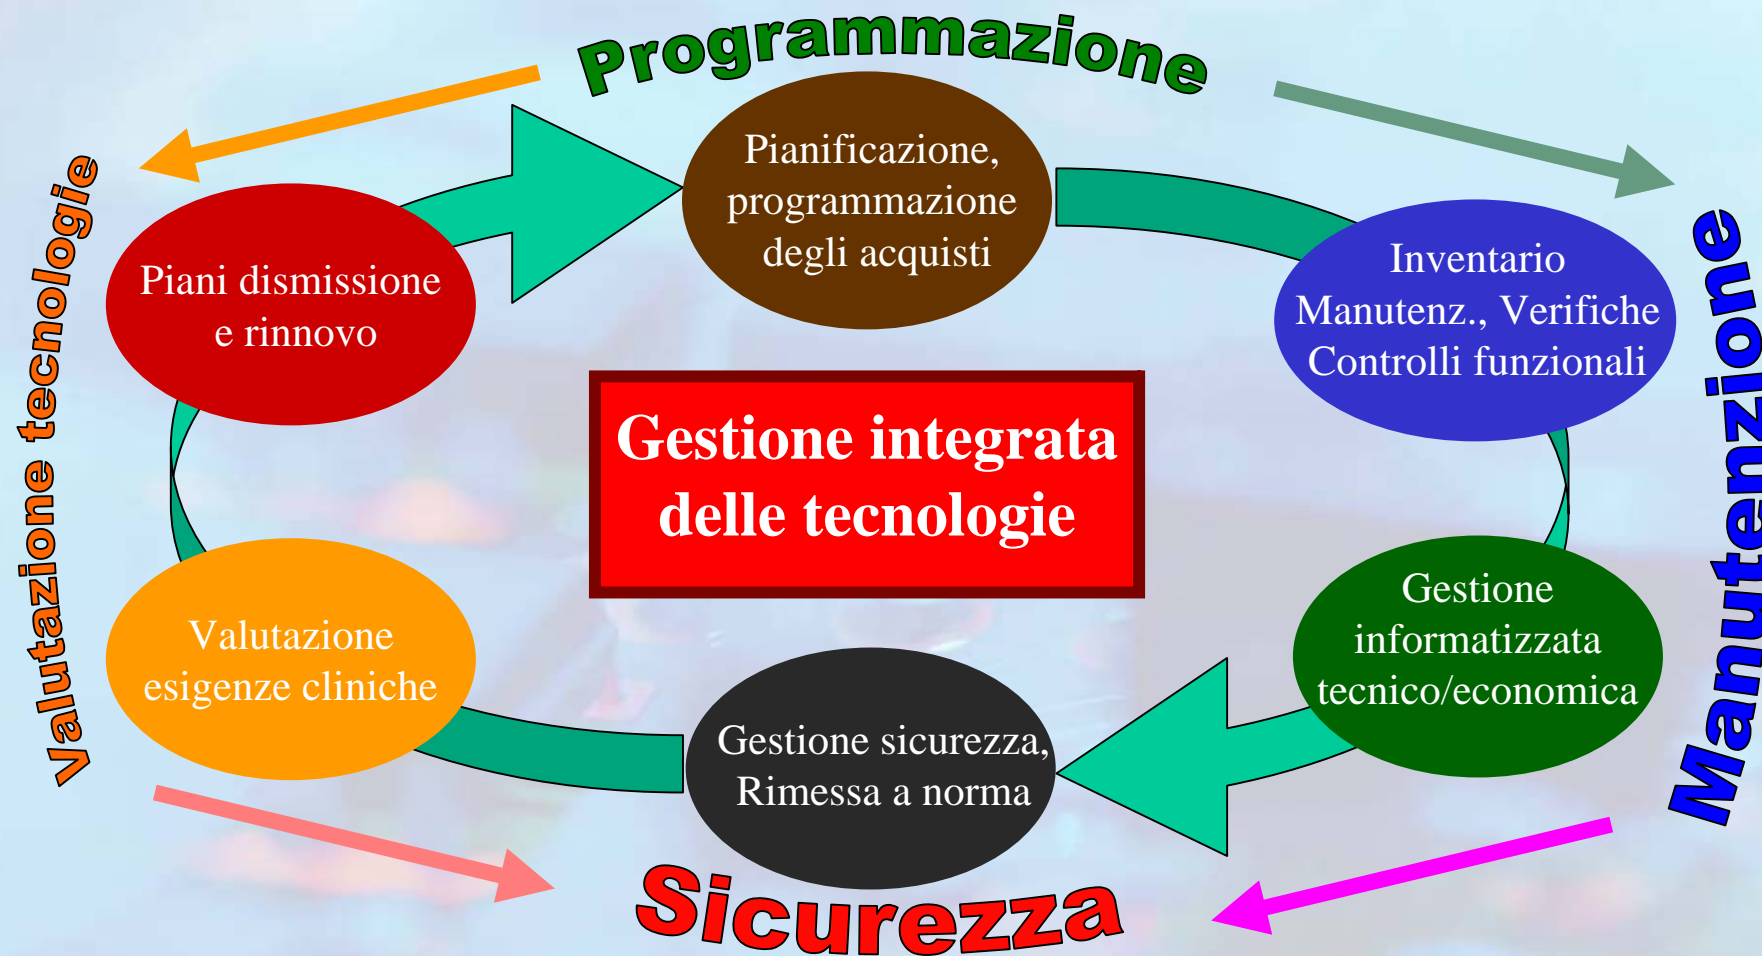 Programmazione
Pianificazione,
programmazione
degli acquisti
Inventario
Manutenz., Verifiche
Controlli funzionali
Manutenzione
Gestione
informatizzata
tecnico/economica
Gestione sicurezza,
Rimessa a norma
Sicurezza
Valutazione
esigenze cliniche
Piani dismissione
e rinnovo
Valutazione tecnologie
Gestione integrata
delle tecnologie